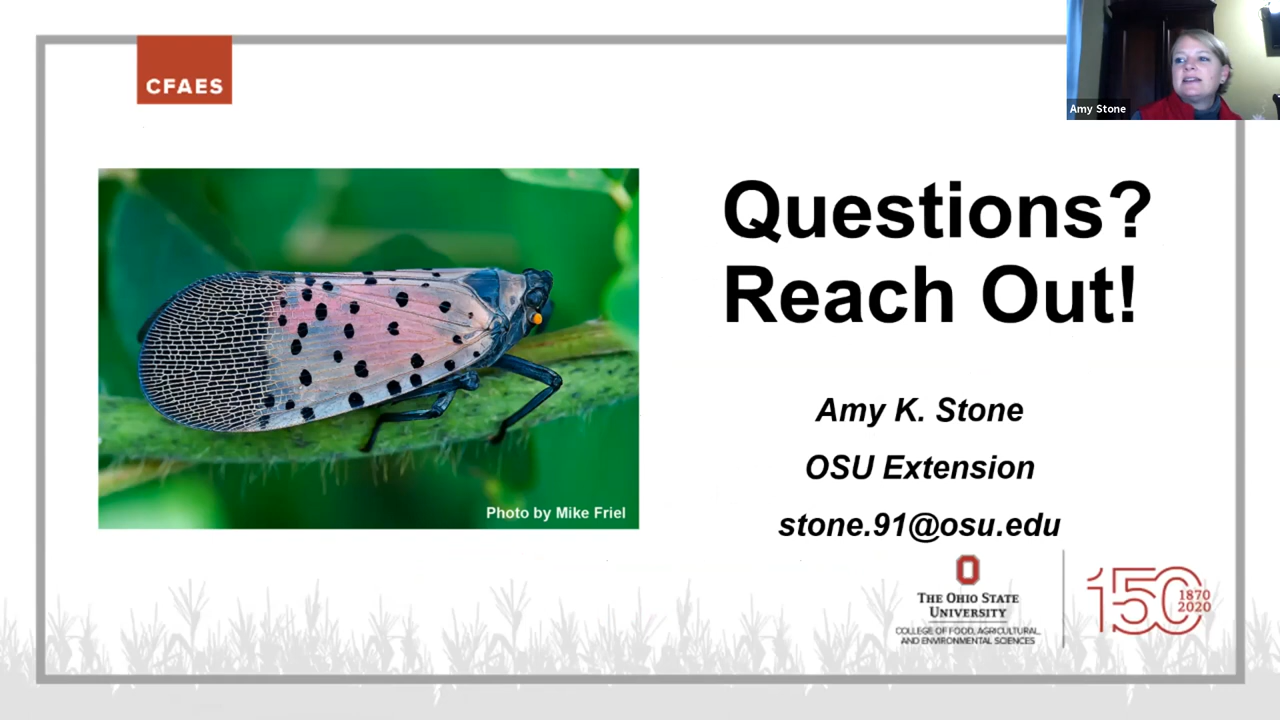 CFAES
Amy Stone
Questions?
Reach Out!
Photo by Mike Friel
Amy K. Stone
OSU Extension
stone.91@osu.edu
THE OHIO STATE
UNIVERSITY
COLLEGE OF FOOD, AGRICULTURAL,
AND ENVIRONMENTAL SCIENCES
150
1870
2020